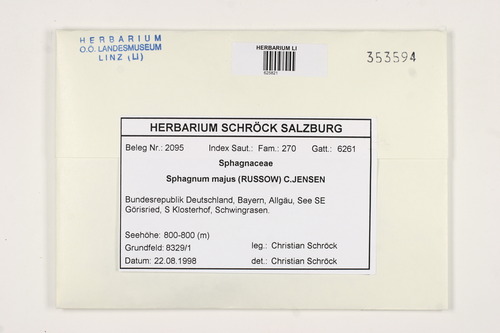 HERBARIUM
O.Ö. LANDESMUSEUM
LINZ (LI)
HERBARIUM LI
353594
HERBARIUM SCHRÖCK SALZBURG
Beleg Nr.: 2095 Index Saut.: Fam.: 270 Gatt.: 6261
Sphagnaceae
Sphagnum majus (RUSSOW) C.JENSEN
Bundesrepublik Deutschland, Bayern, Allgäu, See SE
Görisried, S Klosterhof, Schwingrasen.
Seehöhe: 800-800 (m)
Grundfeld: 8329/1 leg.: Christian Schröck
Datum: 22.08.1998 det.: Christian Schröck